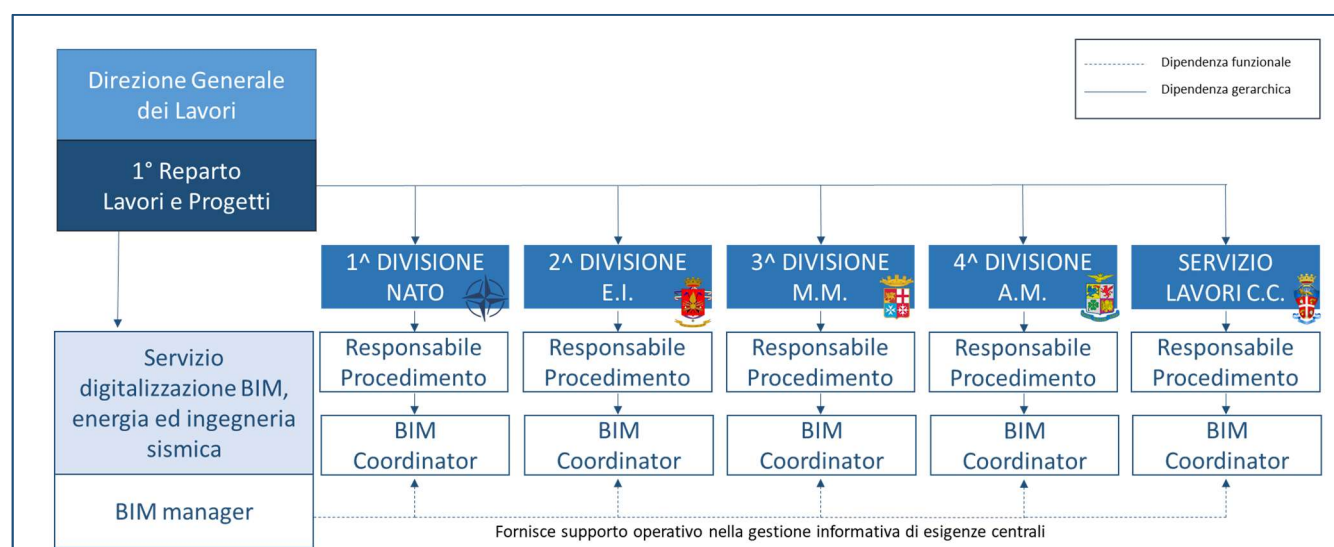 Direzione Generale
dei Lavori
1° Reparto
Lavori e Progetti
Dipendenza funzionale
Dipendenza gerarchica
1^ DIVISIONE
NATO
2^ DIVISIONE
E.I.
3^ DIVISIONE
M.M.
4^ DIVISIONE
A.M.
SERVIZIO
LAVORI C.C.
Servizio
digitalizzazione BIM,
energia ed ingegneria
sismica
BIM manager
Responsabile
Procedimento
Responsabile
Procedimento
Responsabile
Procedimento
Responsabile
Procedimento
Responsabile
Procedimento
BIM
Coordinator
BIM
Coordinator
BIM
Coordinator
BIM
Coordinator
BIM
Coordinator
Fornisce supporto operativo nella gestione informativa di esigenze centrali